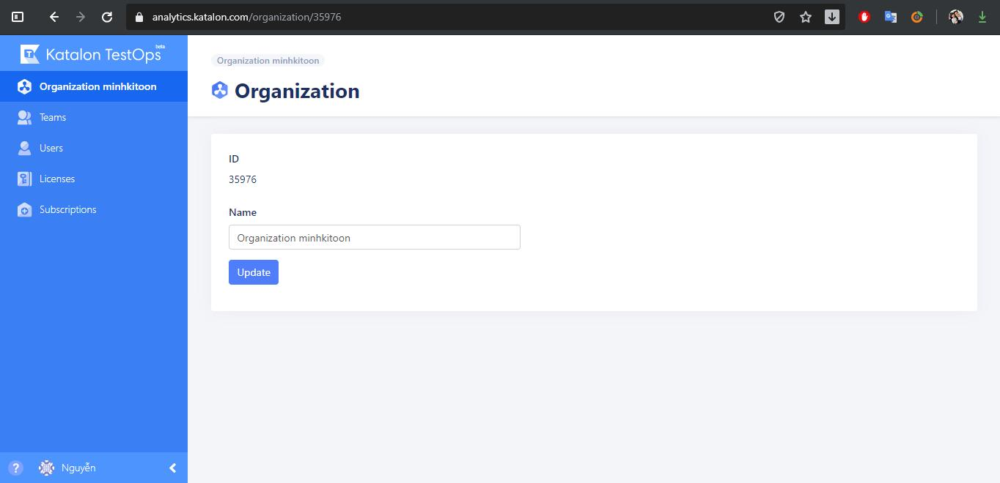 analytics.katalon.com/organization/35976
Katalon TestOps beta
Organization minhkitoon
Teams
Users
Licenses
Subscriptions
? Nguyễn
Organization minhkitoon
Organization
ID
35976
Name
Organization minhkitoon
Update